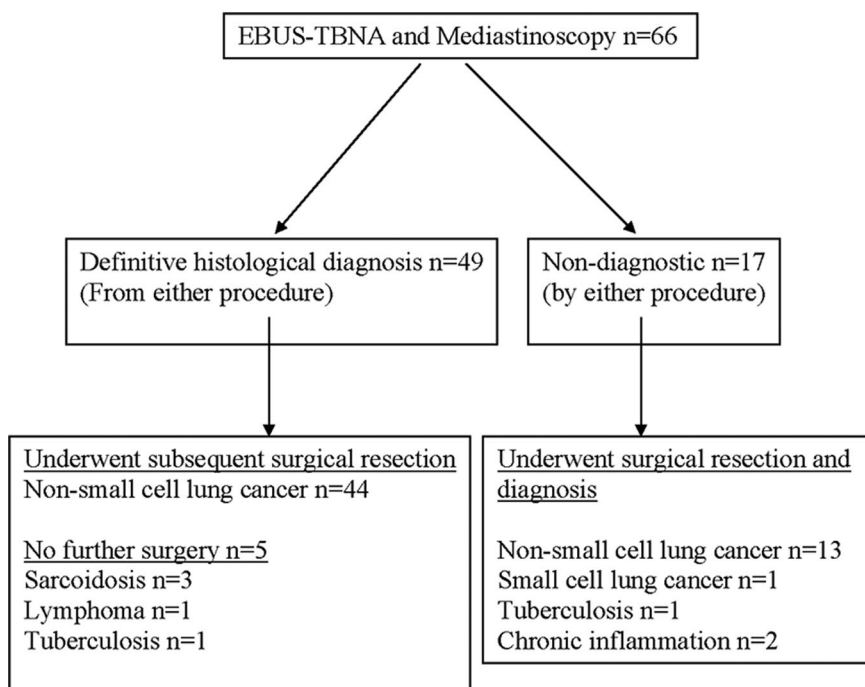 EBUS-TBNA and Mediastinoscopy n=66
Definitive histological diagnosis n=49
(From either procedure)
Non-diagnostic n=17
(by either procedure)
Underwent subsequent surgical resection
Non-small cell lung cancer n=44
No further surgery n=5
Sarcoidosis n=3
Lymphoma n=1
Tuberculosis n=1
Underwent surgical resection and
diagnosis
Non-small cell lung cancer n=13
Small cell lung cancer n=1
Tuberculosis n=1
Chronic inflammation n=2